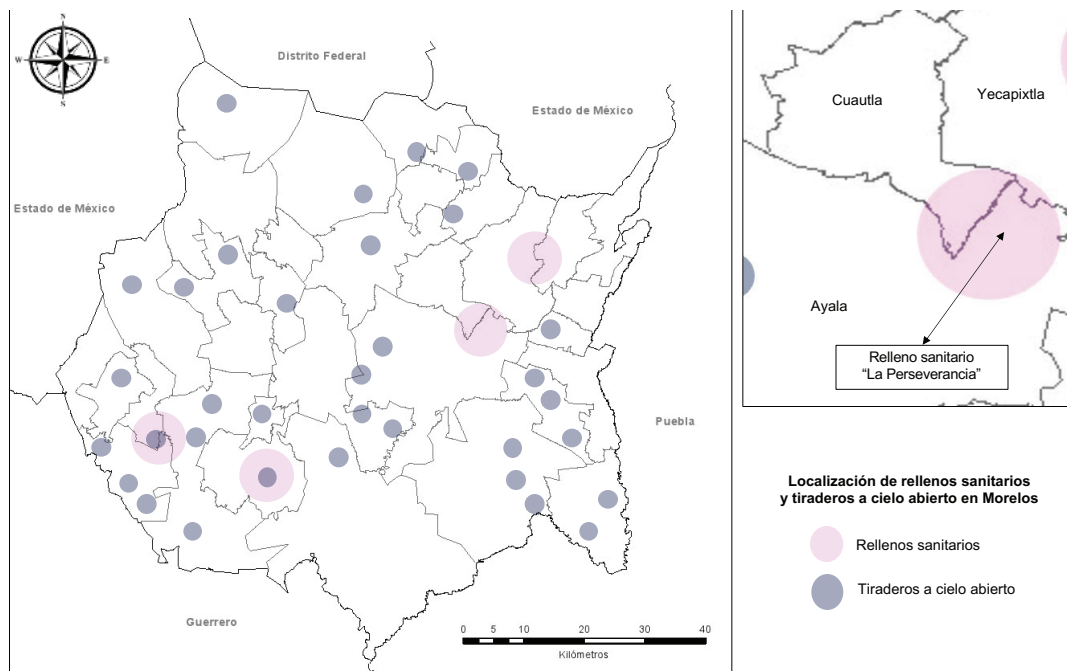 N
W
E
S
Distrito Federal
Estado de México
Estado de México
Puebla
Guerrero
0 5 10 20 30 40
Kilómetros
Cuautla
Yecapixtla
Ayala
Relleno sanitario
“La Perseverancia”
Localización de rellenos sanitarios
y tiraderos a cielo abierto en Morelos
Rellenos sanitarios
Tiraderos a cielo abierto